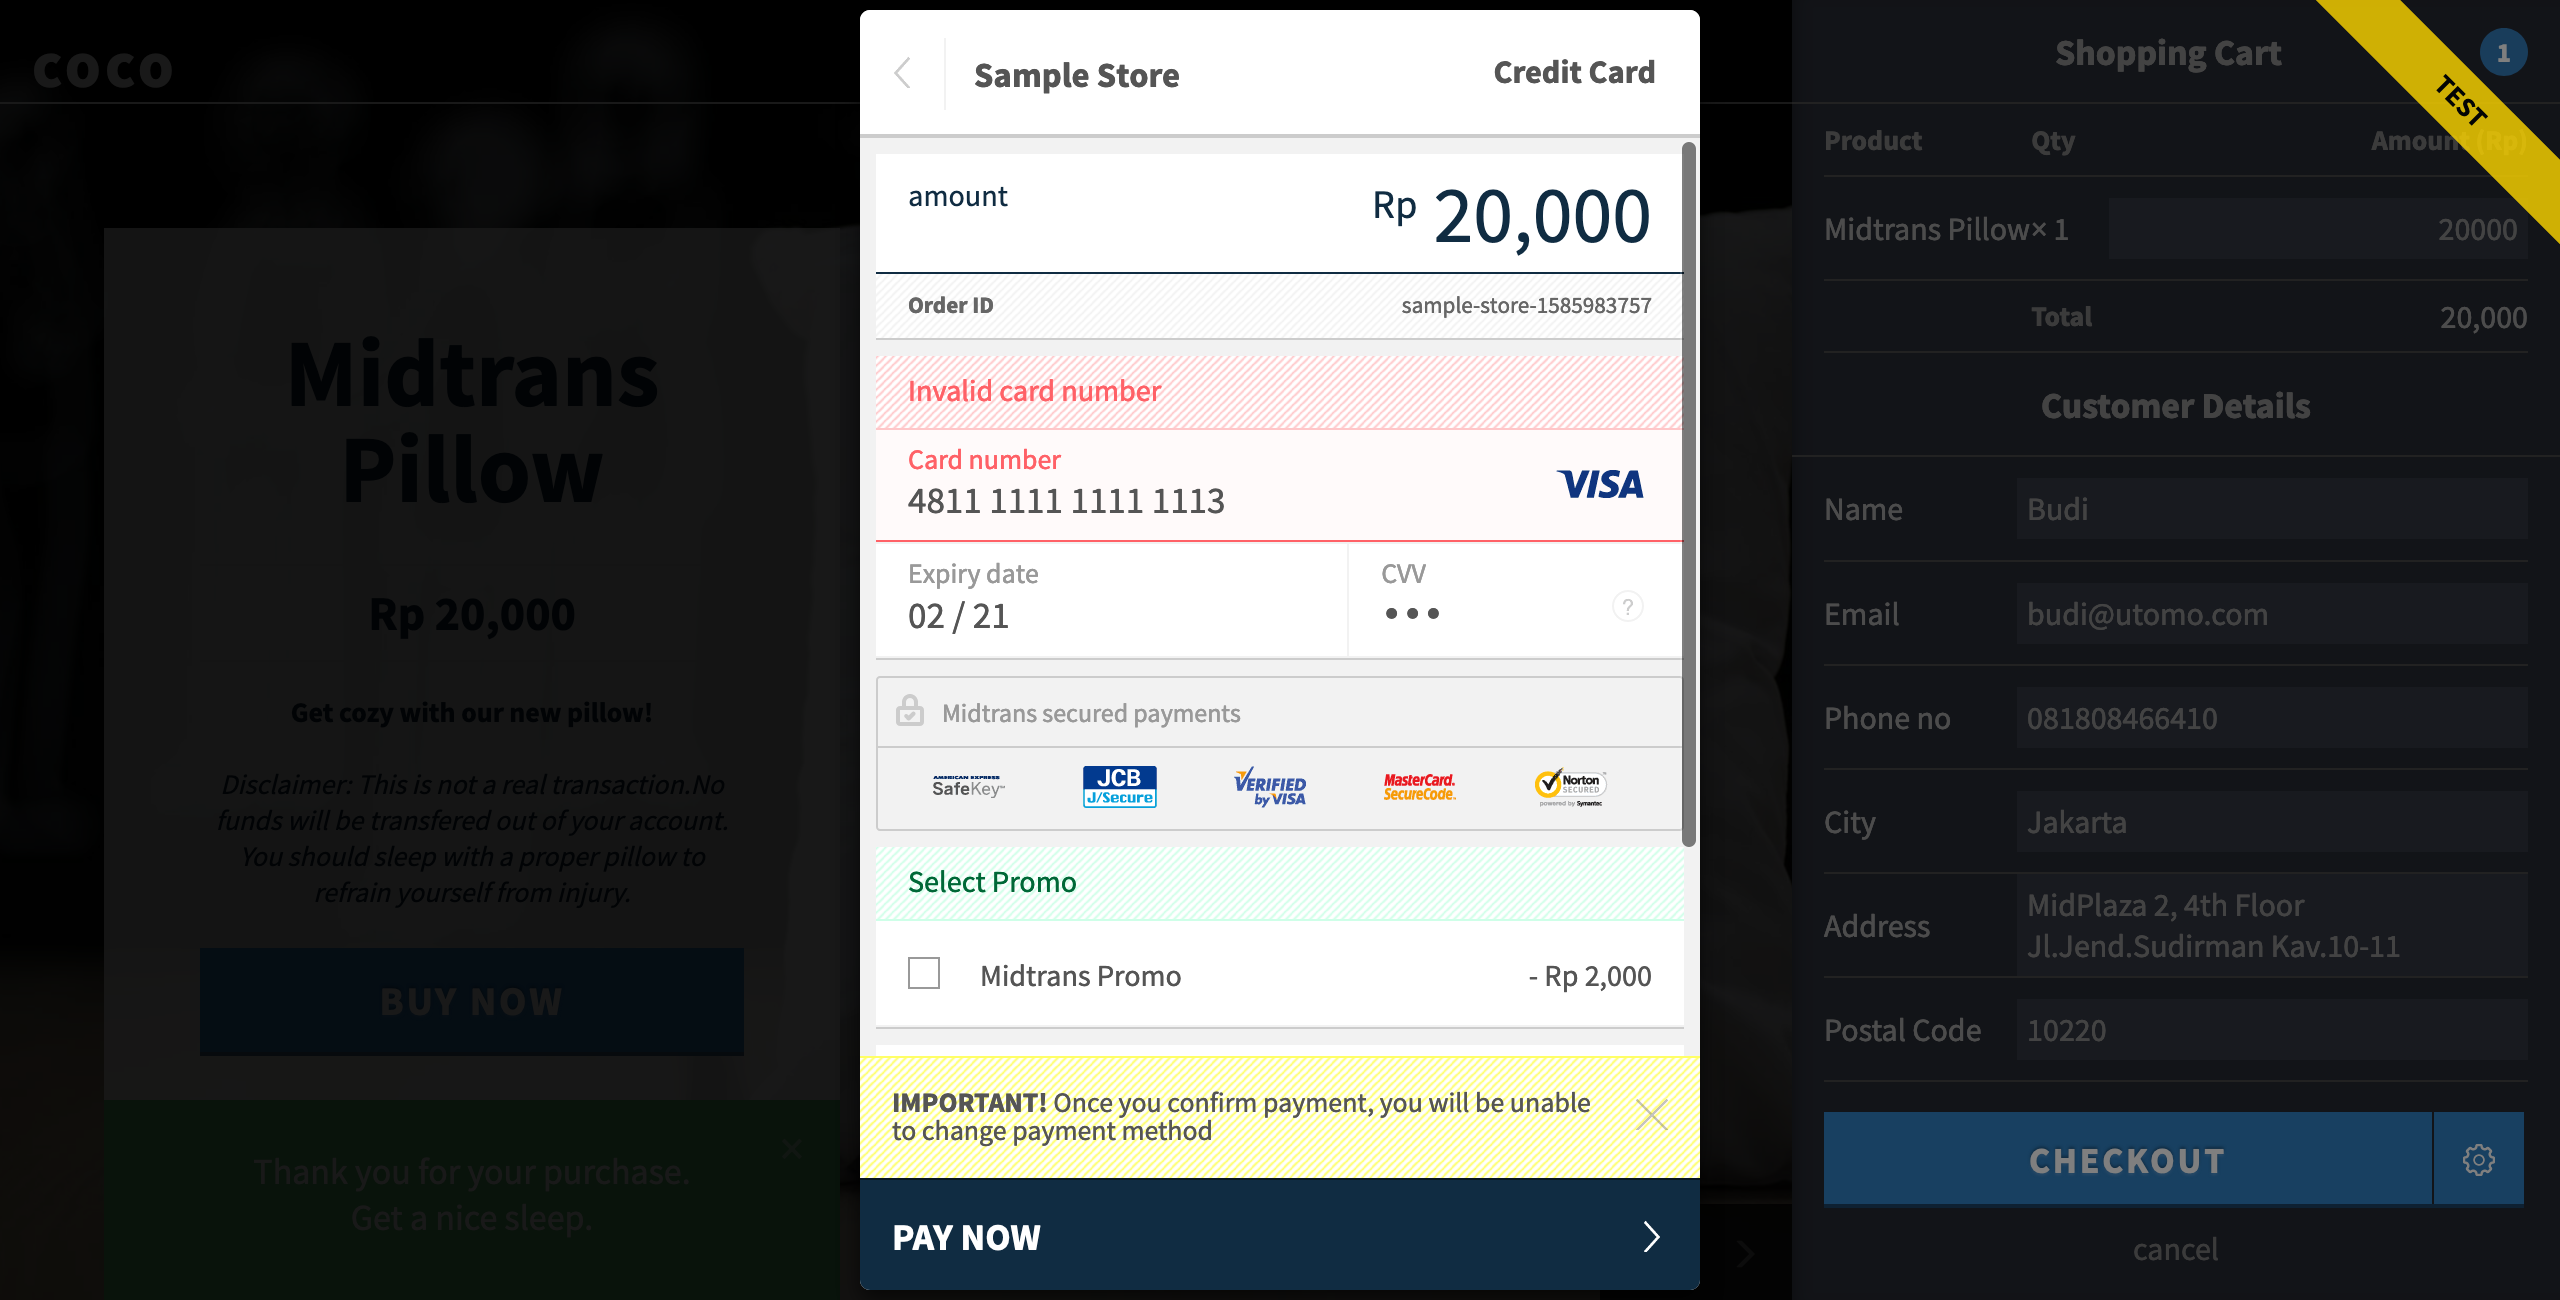 COCO
Midtrans
Pillow
Rp 20,000
Get cozy with our new pillow!
Disclaimer: This is not a real transaction.No
funds will be transfered out of your account.
You should sleep with a proper pillow to
refrain yourself from injury.
BUY NOW
Thank you for your purchase.
Get a nice sleep.
Sample Store
Credit Card
amount
Rp 20,000
Order ID
sample-store-1585983757
Invalid card number
Card number
4811 1111 1111 1113
VISA
Expiry date
02 / 21
CVV
?
Midtrans secured payments
AMERICAN EXPRESS
SafeKey
JCB
J/Secure
VERIFIED
by VISA
MasterCard.
SecureCode.
Norton
SECURED
powered by Symantec
Select Promo
Midtrans Promo
- Rp 2,000
IMPORTANT! Once you confirm payment, you will be unable
to change payment method
PAY NOW
Shopping Cart
1
TEST
Product Qty Amount (Rp)
Midtrans Pillow× 1 20000
Total 20,000
Customer Details
Name Budi
Email budi@utomo.com
Phone no 081808466410
City Jakarta
Address MidPlaza 2, 4th Floor
Jl.Jend.Sudirman Kav.10-11
Postal Code 10220
CHECKOUT
cancel